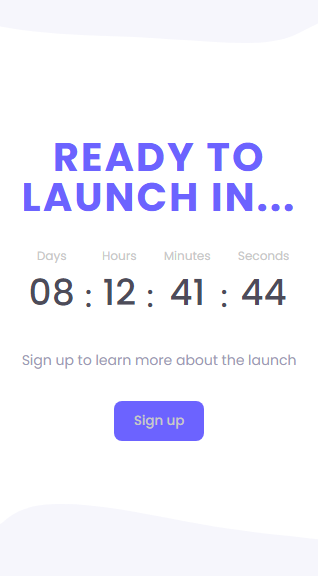 READY TO
LAUNCH IN...
Days Hours Minutes Seconds
08 : 12 : 41 : 44
Sign up to learn more about the launch
Sign up